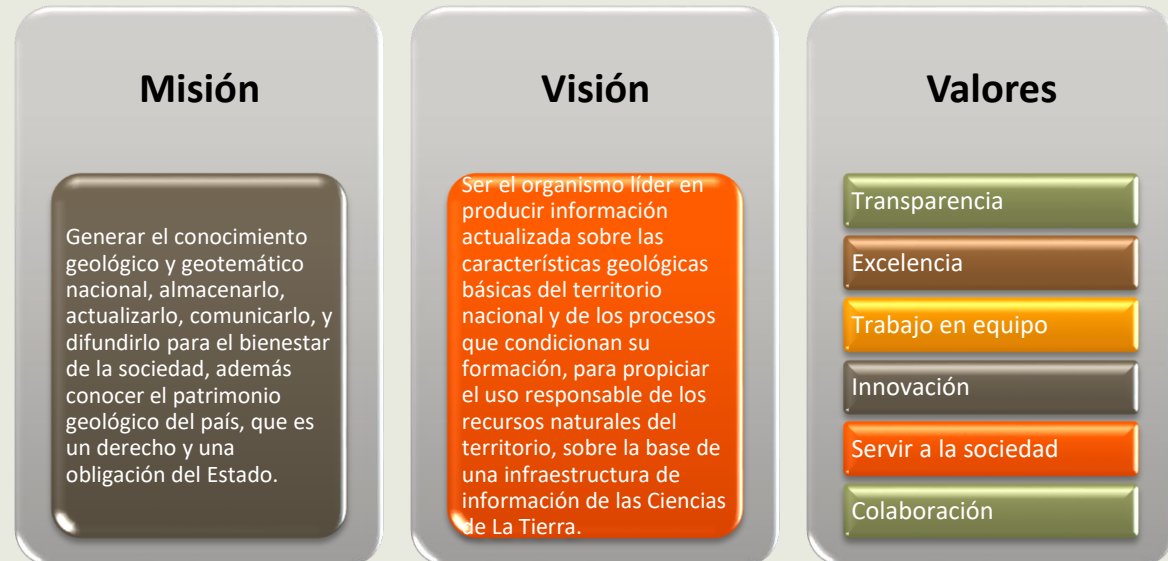 Misión
Generar el conocimiento
geológico y geotemático
nacional, almacenarlo,
actualizarlo, comunicarlo, y
difundirlo para el bienestar
de la sociedad, además
conocer el patrimonio
geológico del país, que es
un derecho y una
obligación del Estado.
Visión
Ser el organismo líder en
producir información
actualizada sobre las
características geológicas
básicas del territorio
nacional y de los procesos
que condicionan su
formación, para propiciar
el uso responsable de los
recursos naturales del
territorio, sobre la base de
una infraestructura de
información de las Ciencias
de La Tierra.
Valores
Transparencia
Excelencia
Trabajo en equipo
Innovación
Servir a la sociedad
Colaboración